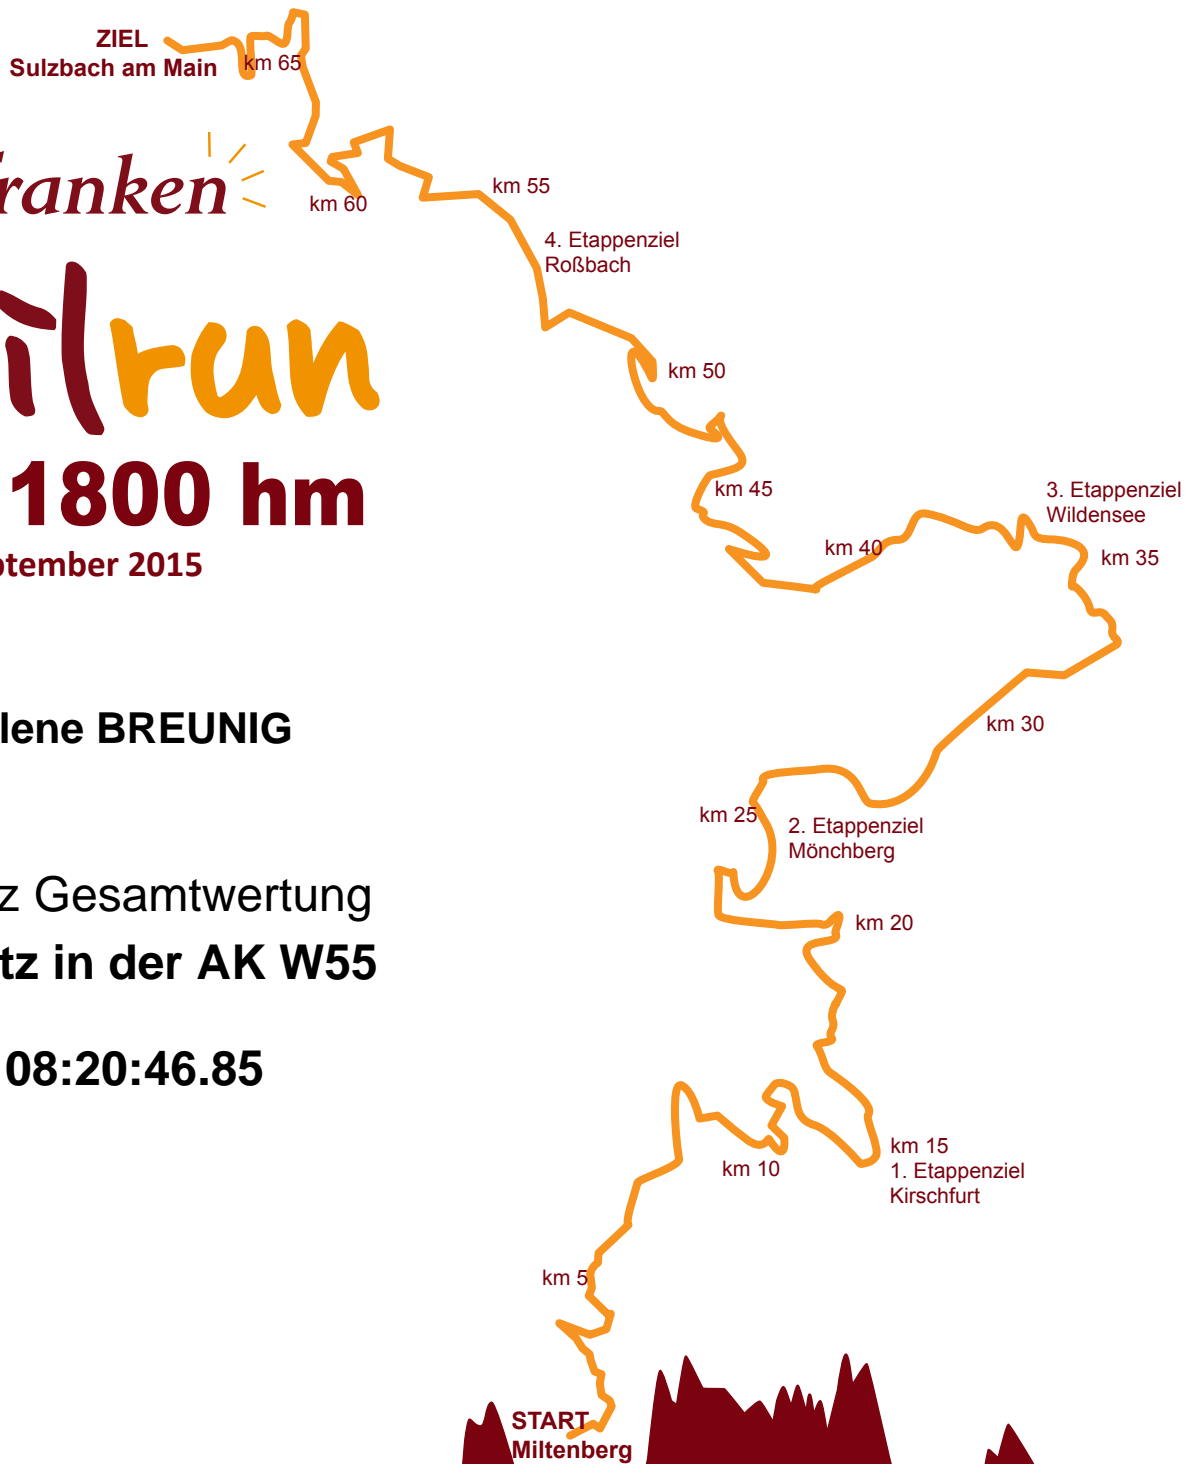 ZIEL
Sulzbach am Main
km 65
ranken
km 60
km 55
4. Etappenziel
Roßbach
ilrun
km 50
1800 hm
ptember 2015
km 45
3. Etappenziel
Wildensee
km 40
km 35
lene BREUNIG
km 30
km 25
2. Etappenziel
Mönchberg
z Gesamtwertung
km 20
tz in der AK W55
08:20:46.85
km 15
1. Etappenziel
Kirschfurt
km 10
km 5
START
Miltenberg